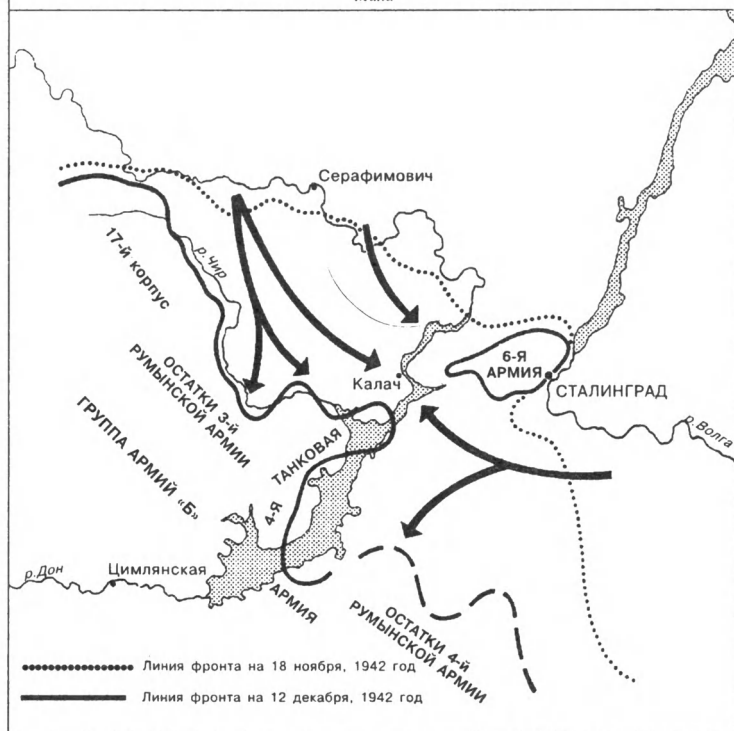 Серафимович
р.Чир
17-й корпус
6-Я
АРМИЯ
Калач
СТАЛИНГРАД
ОСТАТКИ 3-й
РУМЫНСКОЙ АРМИИ
р.Волга
ГРУППА АРМИЙ «Б»
4-Я
ТАНКОВАЯ
АРМИЯ
р.Дон
Цимлянская
ОСТАТКИ 4-й
РУМЫНСКОЙ АРМИИ
Линия фронта на 18 ноября, 1942 год
Линия фронта на 12 декабря, 1942 год